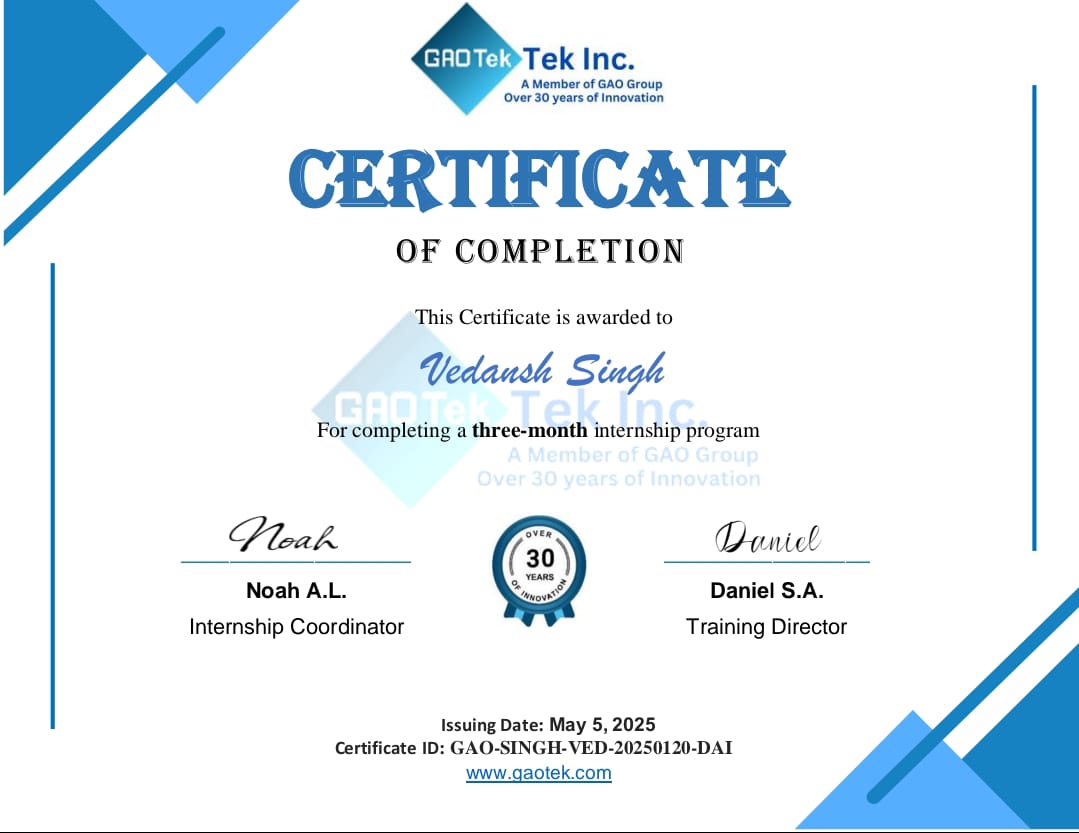 GAOTek Tek Inc.
A Member of GAO Group
Over 30 years of Innovation
CERTIFICATE
OF COMPLETION
This Certificate is awarded to
Vedansh Singh
GAOTek Tek Inc.
For completing a three-month internship program
A Member of GAO Group
Over 30 years of Innovation
Noah
Daniel
OVER
30
YEARS
OF INNOVATION
Noah A.L.
Daniel S.A.
Internship Coordinator
Training Director
Issuing Date: May 5, 2025
Certificate ID: GAO-SINGH-VED-20250120-DAI
www.gaotek.com